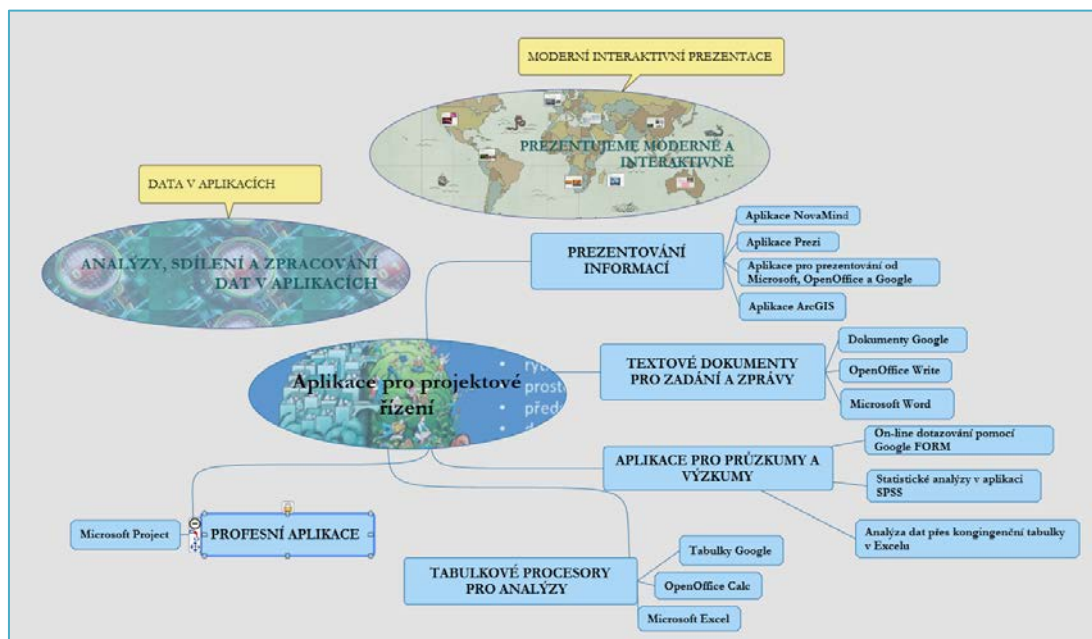 MODERNÍ INTERAKTIVNÍ PREZENTACE
PREZENTUJEME MODERNĚ A
INTERAKTIVNĚ
DATA V APLIKACÍCH
ANALÝZY, SDÍLENÍ A ZPRACOVÁNÍ
DAT V APLIKACÍCH
PREZENTOVÁNÍ
INFORMACÍ
Aplikace NovaMind
Aplikace Prezi
Aplikace pro prezentování od
Microsoft, OpenOffice a Google
Aplikace ArcGIS
Aplikace pro projektové
řízení
TEXTOVÉ DOKUMENTY
PRO ZADÁNÍ A ZPRÁVY
Dokumenty Google
OpenOffice Write
Microsoft Word
APLIKACE PRO PRŮZKUMY A
VÝZKUMY
On-line dotazování pomocí
Google FORM
Statistické analýzy v aplikaci
SPSS
Analýza dat přes kongingenční tabulky
v Excelu
Microsoft Project
PROFESNÍ APLIKACE
TABULKOVÉ PROCESORY
PRO ANALÝZY
Tabulky Google
OpenOffice Calc
Microsoft Excel